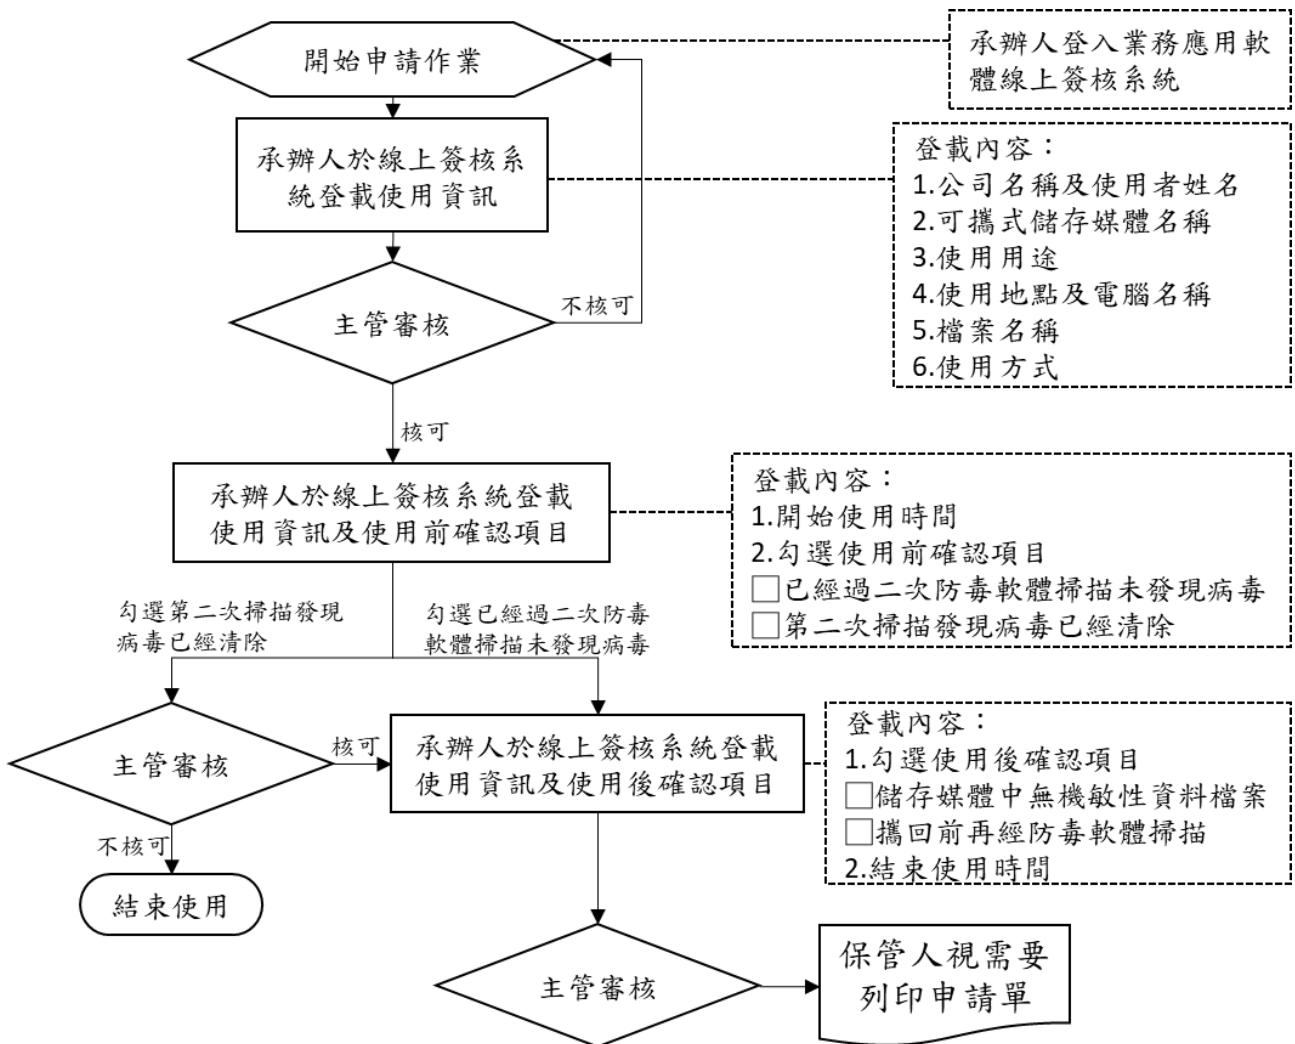 開始申請作業
承辦人登入業務應用軟
體線上簽核系統
承辦人於線上簽核系
統登載使用資訊
登載內容：
1.公司名稱及使用者姓名
2.可攜式儲存媒體名稱
3.使用用途
4.使用地點及電腦名稱
5.檔案名稱
6.使用方式
主管審核
不核可
核可
承辦人於線上簽核系統登載
使用資訊及使用前確認項目
登載內容：
1.開始使用時間
2.勾選使用前確認項目
□已經過二次防毒軟體掃描未發現病毒
□第二次掃描發現病毒已經清除
勾選第二次掃描發現
病毒已經清除
勾選已經過二次防毒
軟體掃描未發現病毒
主管審核
核可
承辦人於線上簽核系統登載
使用資訊及使用後確認項目
登載內容：
1.勾選使用後確認項目
□儲存媒體中無機敏性資料檔案
□攜回前再經防毒軟體掃描
2.結束使用時間
不核可
結束使用
主管審核
保管人視需要
列印申請單